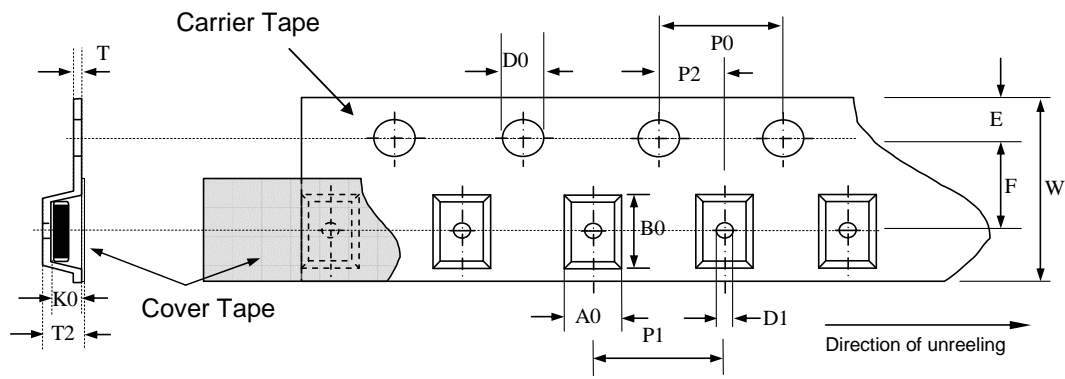 Carrier Tape
T
D0
P0
P2
E
F
W
B0
K0
Cover Tape
T2
A0
P1
D1
Direction of unreeling